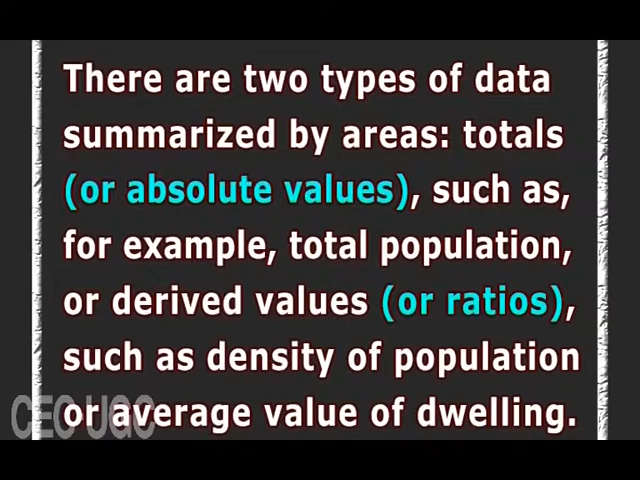 There are two types of data
summarized by areas: totals
(or absolute values), such as,
for example, total population,
or derived values (or ratios),
such as density of population
or average value of dwelling.
CEC UGC